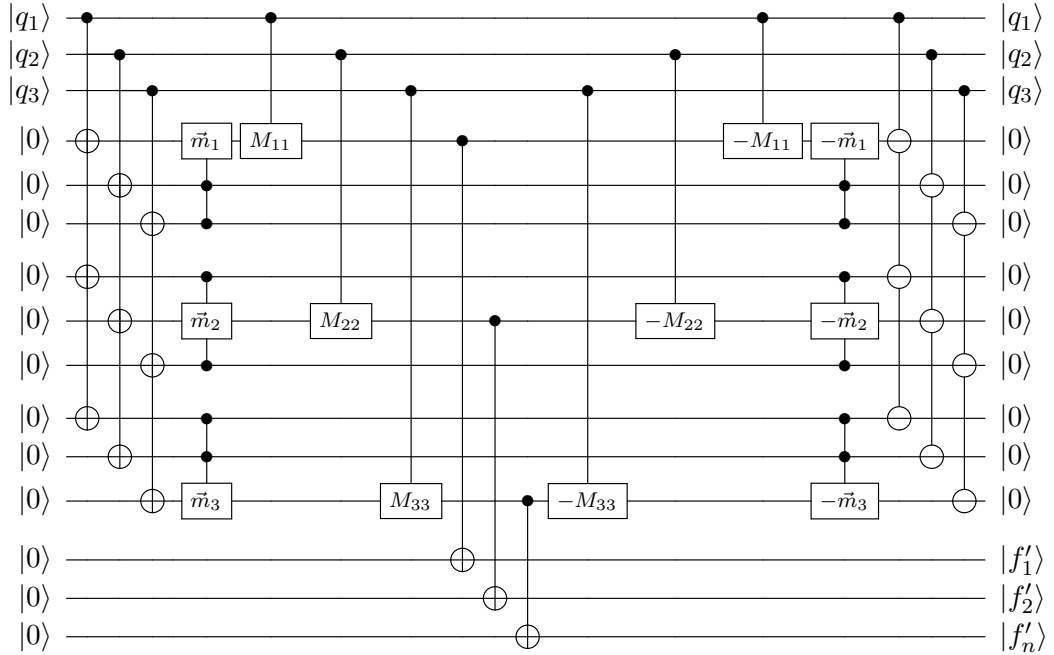 |q₁⟩ |q₁⟩
|q₂⟩ |q₂⟩
|q₃⟩ |q₃⟩
|0⟩ m⃗₁ M₁₁ −M₁₁ −m⃗₁ |0⟩
|0⟩ |0⟩
|0⟩ |0⟩
|0⟩ |0⟩
|0⟩ m⃗₂ M₂₂ −M₂₂ −m⃗₂ |0⟩
|0⟩ |0⟩
|0⟩ |0⟩
|0⟩ |0⟩
|0⟩ m⃗₃ M₃₃ −M₃₃ −m⃗₃ |0⟩
|0⟩ |f′₁⟩
|0⟩ |f′₂⟩
|0⟩ |f′ₙ⟩